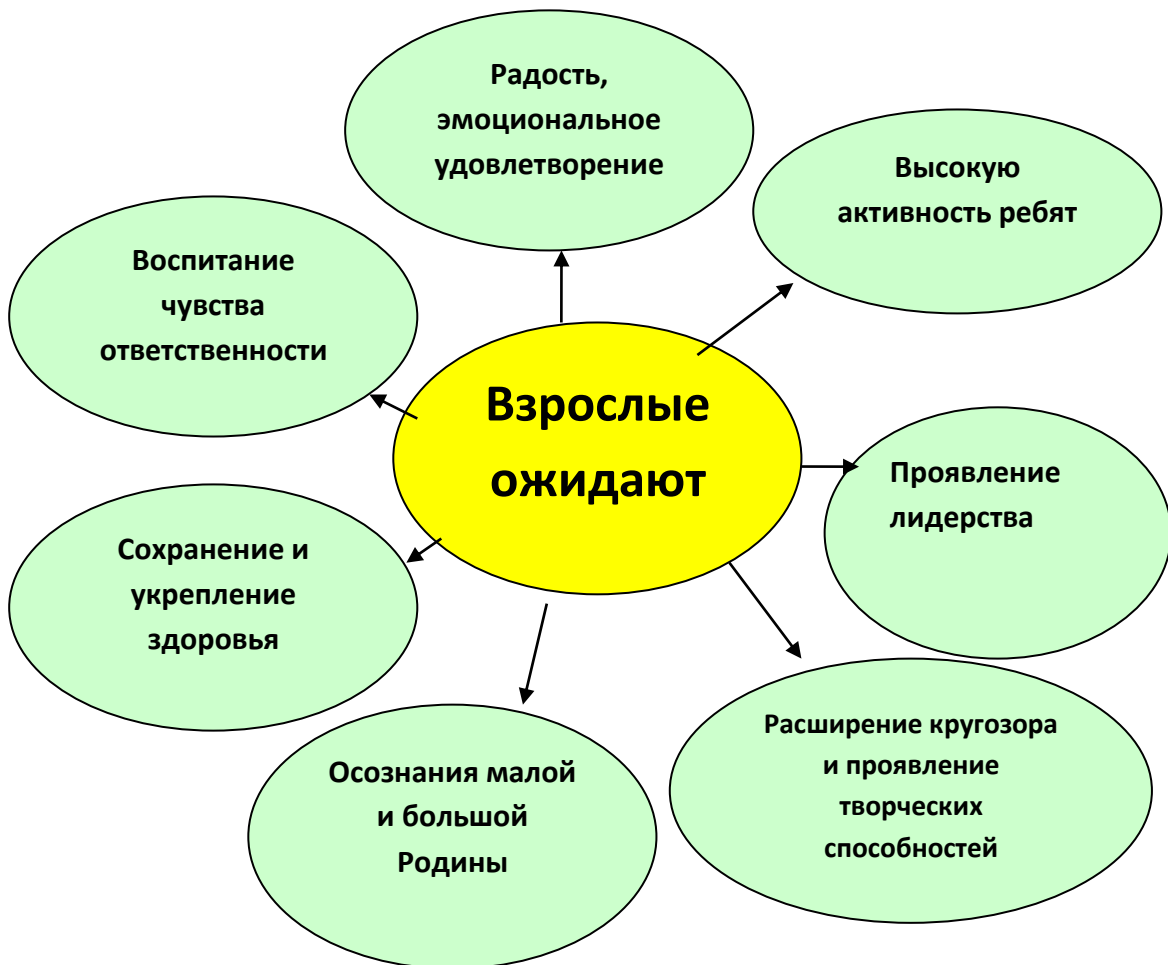 Радость,
эмоциональное
удовлетворение
Высокую
активность ребят
Воспитание
чувства
ответственности
Взрослые
ожидают
Проявление
лидерства
Сохранение и
укрепление
здоровья
Расширение кругозора
и проявление
творческих
способностей
Осознания малой
и большой
Родины